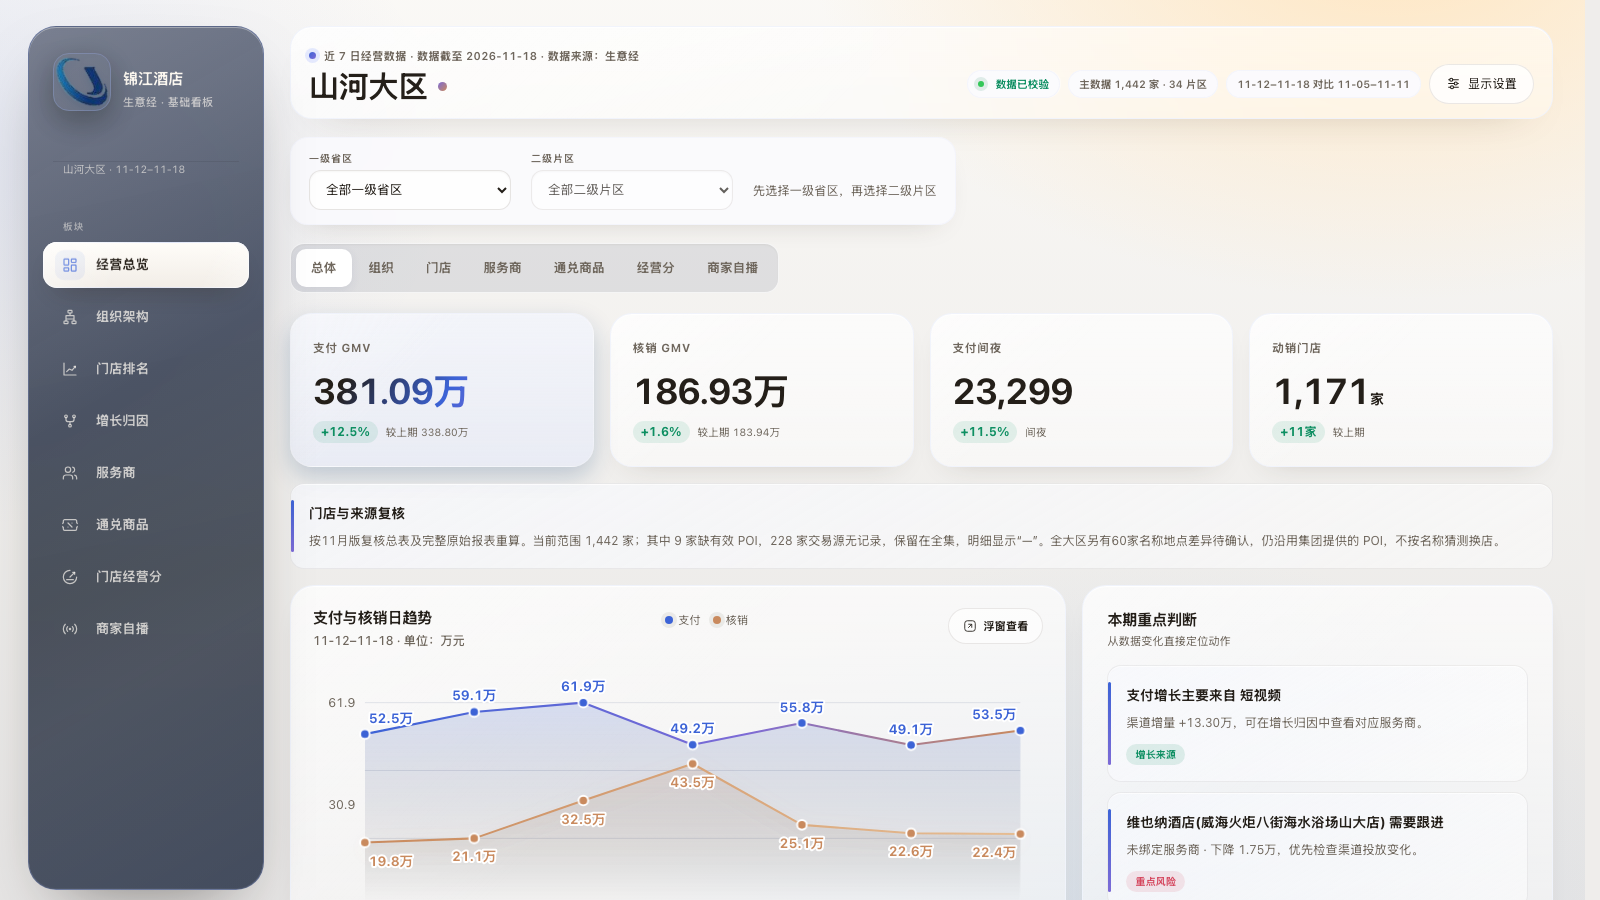 锦江酒店
生意经 · 基础看板
山河大区 · 11-12–11-18
板块
经营总览
组织架构
门店排名
增长归因
服务商
通兑商品
门店经营分
商家自播
近 7 日经营数据 · 数据截至 2026-11-18 · 数据来源：生意经
山河大区
数据已校验
主数据 1,442 家 · 34 片区
11-12–11-18 对比 11-05–11-11
显示设置
一级省区
全部一级省区
二级片区
全部二级片区
先选择一级省区，再选择二级片区
总体
组织
门店
服务商
通兑商品
经营分
商家自播
支付 GMV
381.09万
+12.5% 较上期 338.80万
核销 GMV
186.93万
+1.6% 较上期 183.94万
支付间夜
23,299
+11.5% 间夜
动销门店
1,171家
+11家 较上期
门店与来源复核
按11月版复核总表及完整原始报表重算。当前范围 1,442 家；其中 9 家缺有效 POI，228 家交易源无记录，保留在全集，明细显示“—”。全大区另有60家名称地点差异待确认，仍沿用集团提供的 POI，不按名称猜测换店。
支付与核销日趋势
11-12–11-18 · 单位：万元
支付
核销
浮窗查看
61.9
30.9
52.5万
59.1万
61.9万
49.2万
55.8万
49.1万
53.5万
19.8万
21.1万
32.5万
43.5万
25.1万
22.6万
22.4万
本期重点判断
从数据变化直接定位动作
支付增长主要来自 短视频
渠道增量 +13.30万，可在增长归因中查看对应服务商。
增长来源
维也纳酒店(威海火炬八街海水浴场山大店) 需要跟进
未绑定服务商 · 下降 1.75万，优先检查渠道投放变化。
重点风险